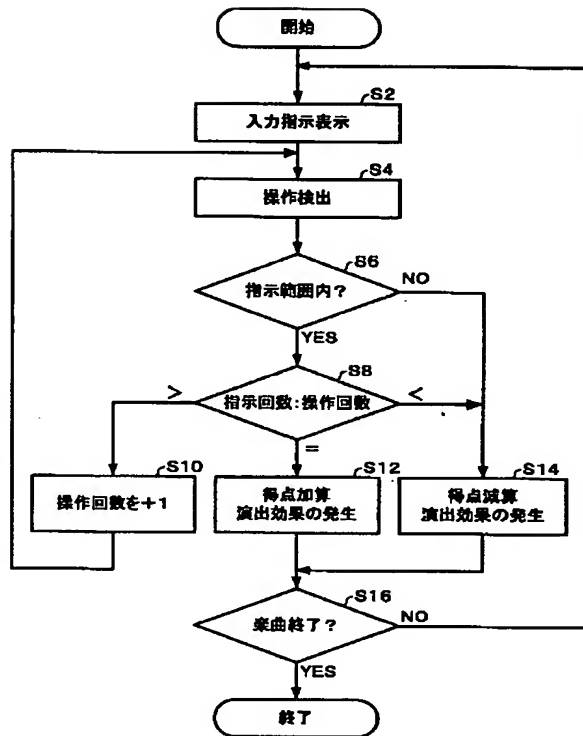 開始
S2
入力指示表示
S4
操作検出
S6
指示範囲内?
NO
YES
S8
>
指示回数:操作回数
<
=
S10
操作回数を+1
S12
得点加算
演出効果の発生
S14
得点減算
演出効果の発生
S16
楽曲終了?
NO
YES
終了